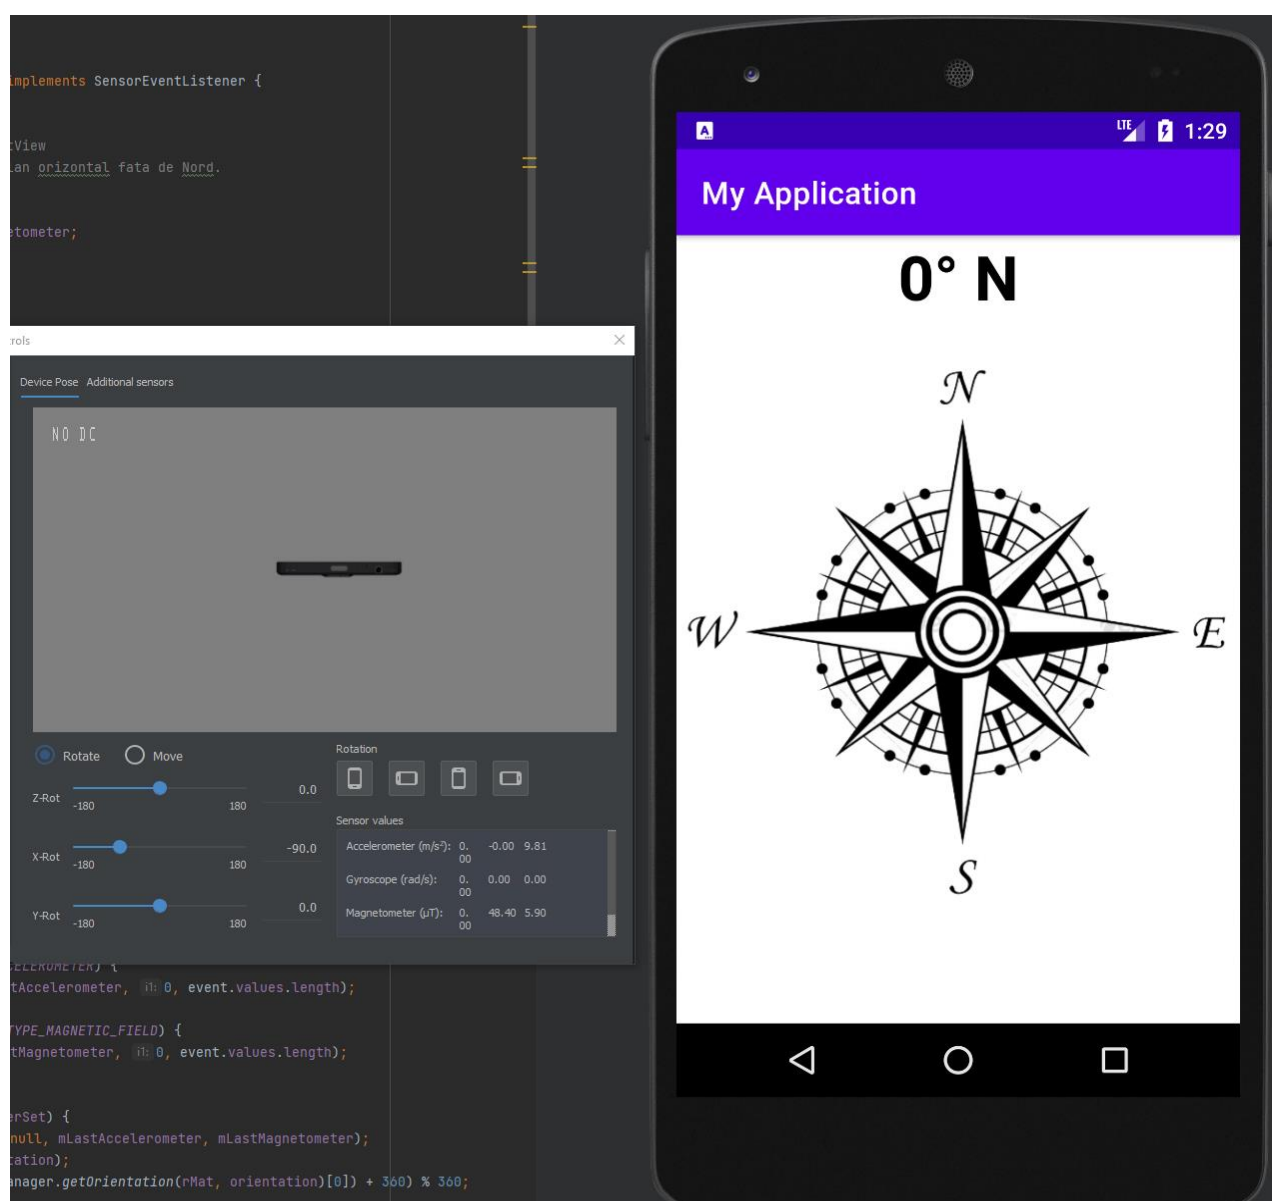 implements SensorEventListener {
:View
lan orizontal fata de Nord.
etometer;
LTE 1:29
My Application
0° N
N
W E
S
rols
Device Pose Additional sensors
NO DC
Rotate Move
Rotation
Z-Rot -180 180 0.0
X-Rot -180 180 -90.0
Y-Rot -180 180 0.0
Sensor values
Accelerometer (m/s²): 0.00 -0.00 9.81
Gyroscope (rad/s): 0.00 0.00 0.00
Magnetometer (µT): 0.00 48.40 5.90
CELEROMETER) {
tAccelerometer, i1: 0, event.values.length);
TYPE_MAGNETIC_FIELD) {
tMagnetometer, i1: 0, event.values.length);
erSet) {
null, mLastAccelerometer, mLastMagnetometer);
tation);
anager.getOrientation(rMat, orientation)[0]) + 360) % 360;